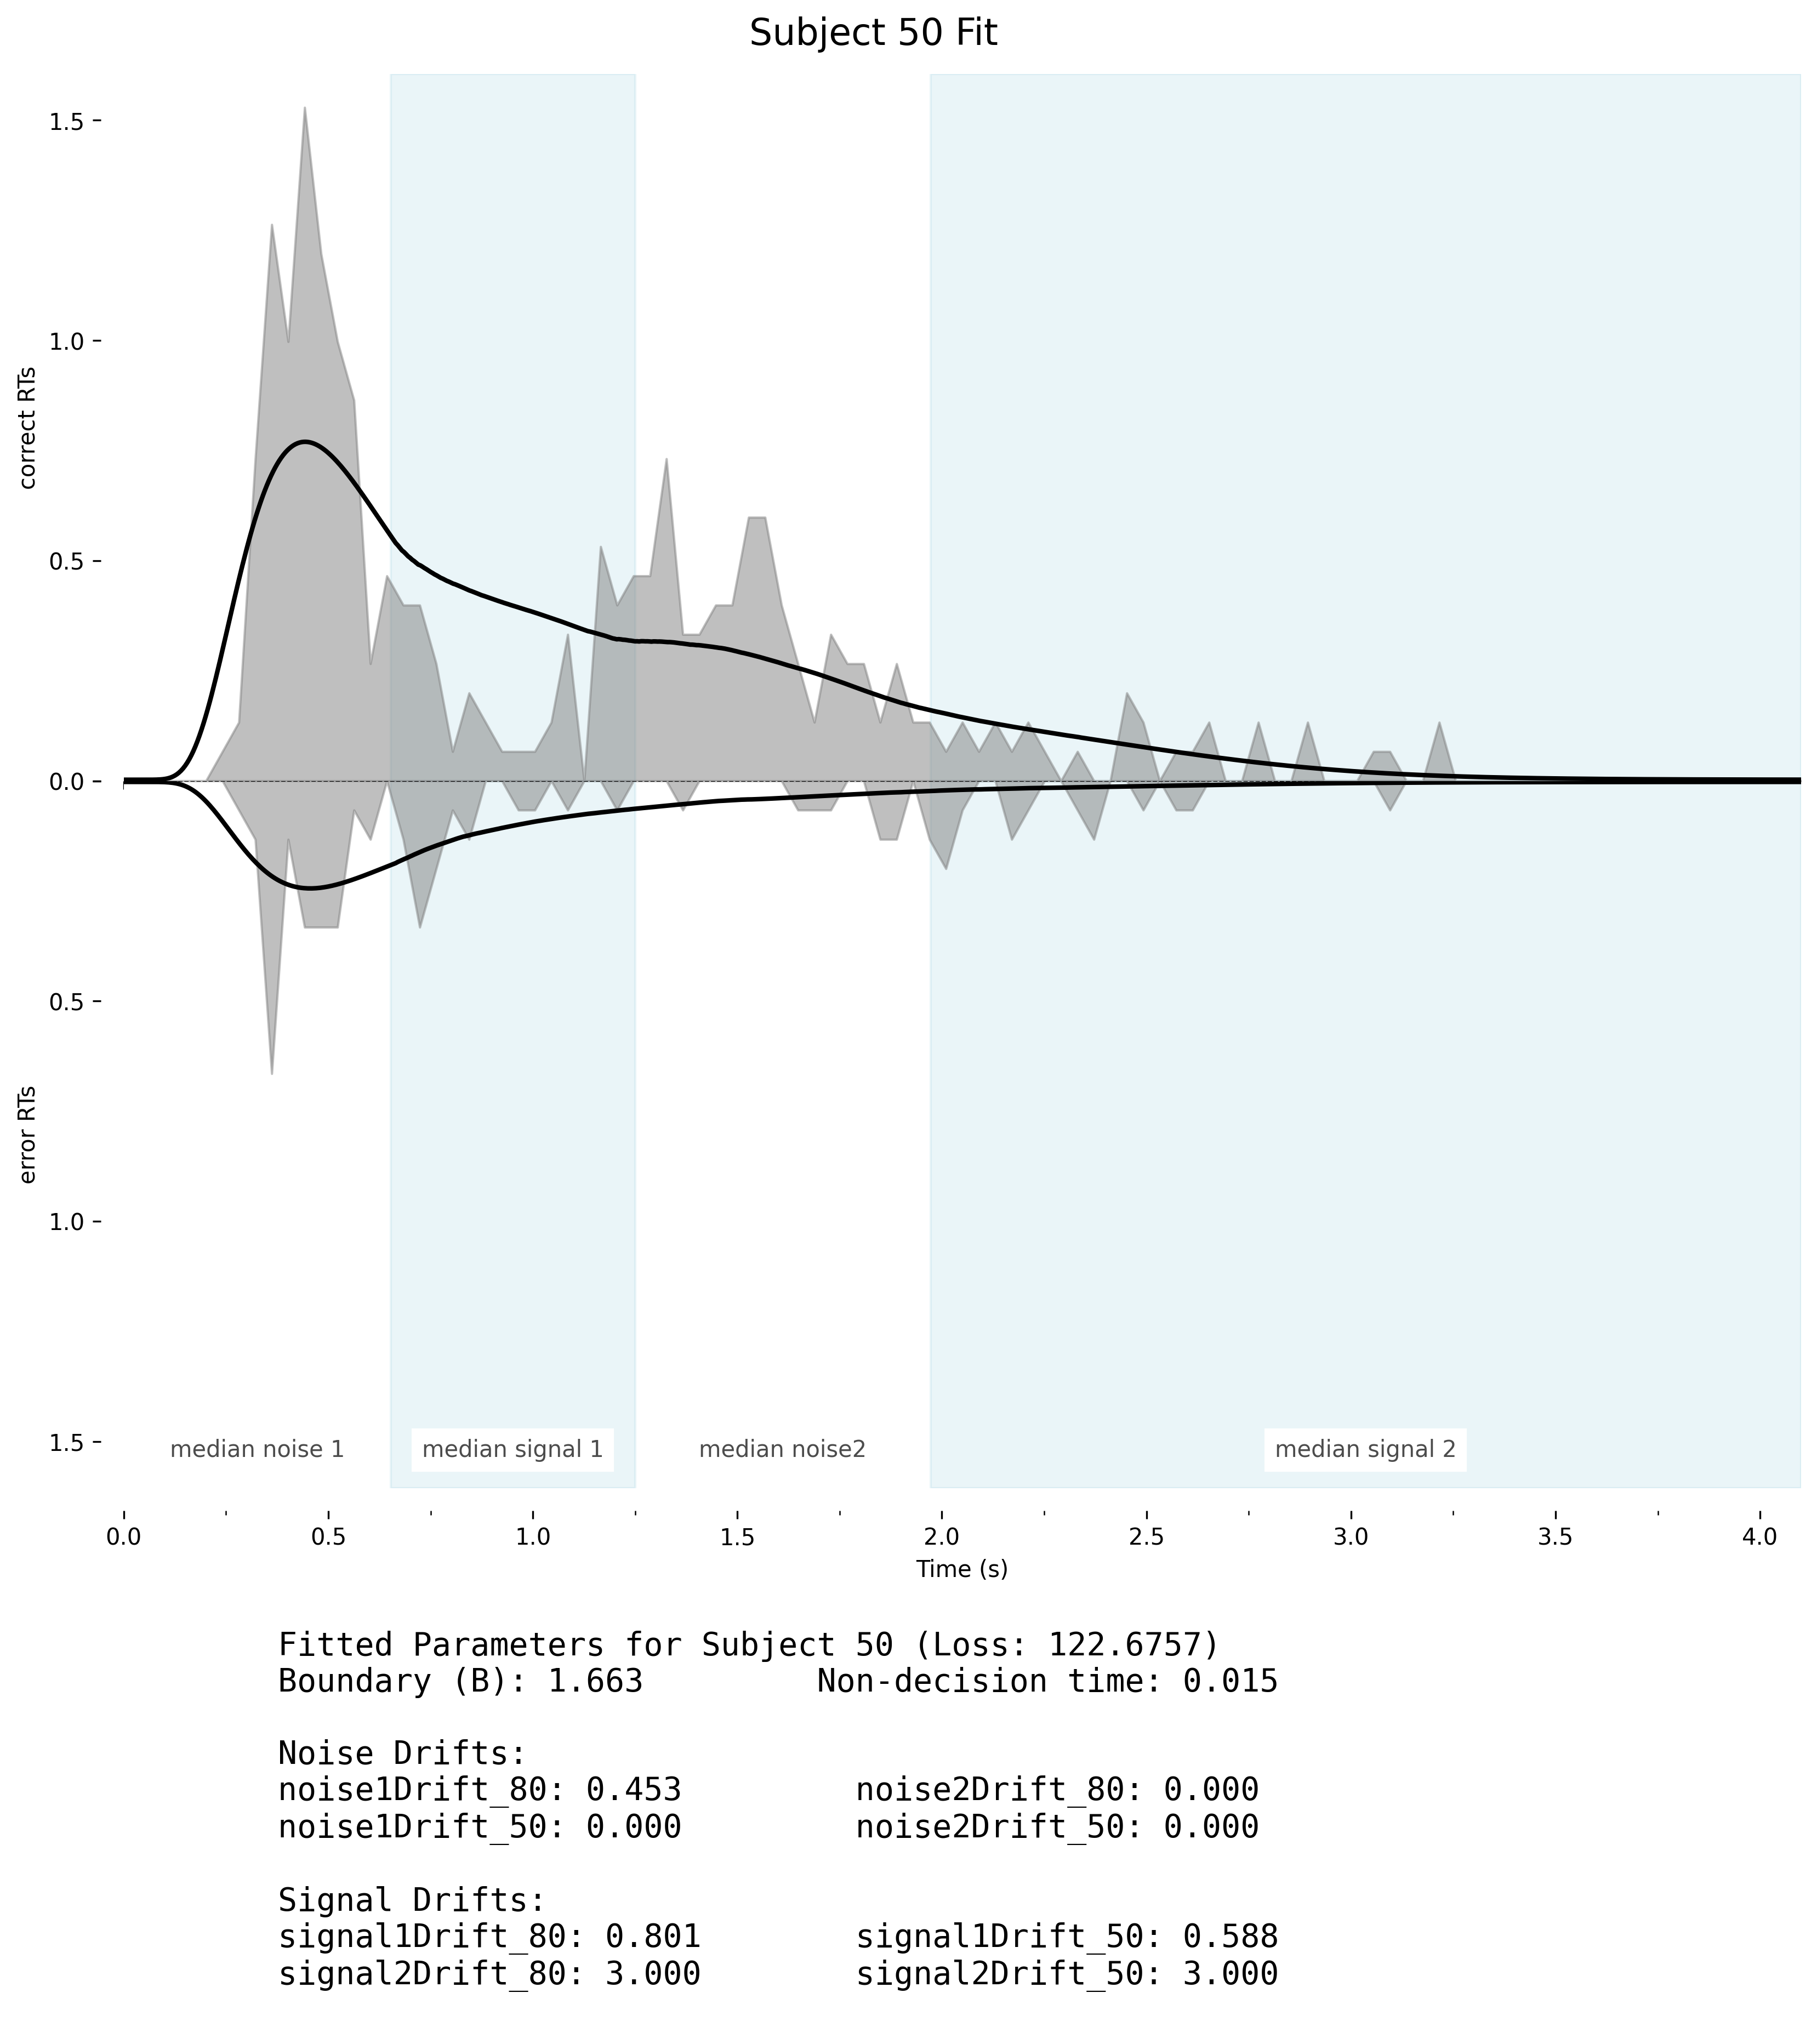 Subject 50 Fit
1.5
1.0
0.5
0.0
0.5
1.0
1.5
correct RTs
error RTs
median noise 1
median signal 1
median noise2
median signal 2
0.0 0.5 1.0 1.5 2.0 2.5 3.0 3.5 4.0
Time (s)
Fitted Parameters for Subject 50 (Loss: 122.6757)
Boundary (B): 1.663 Non-decision time: 0.015
Noise Drifts:
noise1Drift_80: 0.453 noise2Drift_80: 0.000
noise1Drift_50: 0.000 noise2Drift_50: 0.000
Signal Drifts:
signal1Drift_80: 0.801 signal1Drift_50: 0.588
signal2Drift_80: 3.000 signal2Drift_50: 3.000